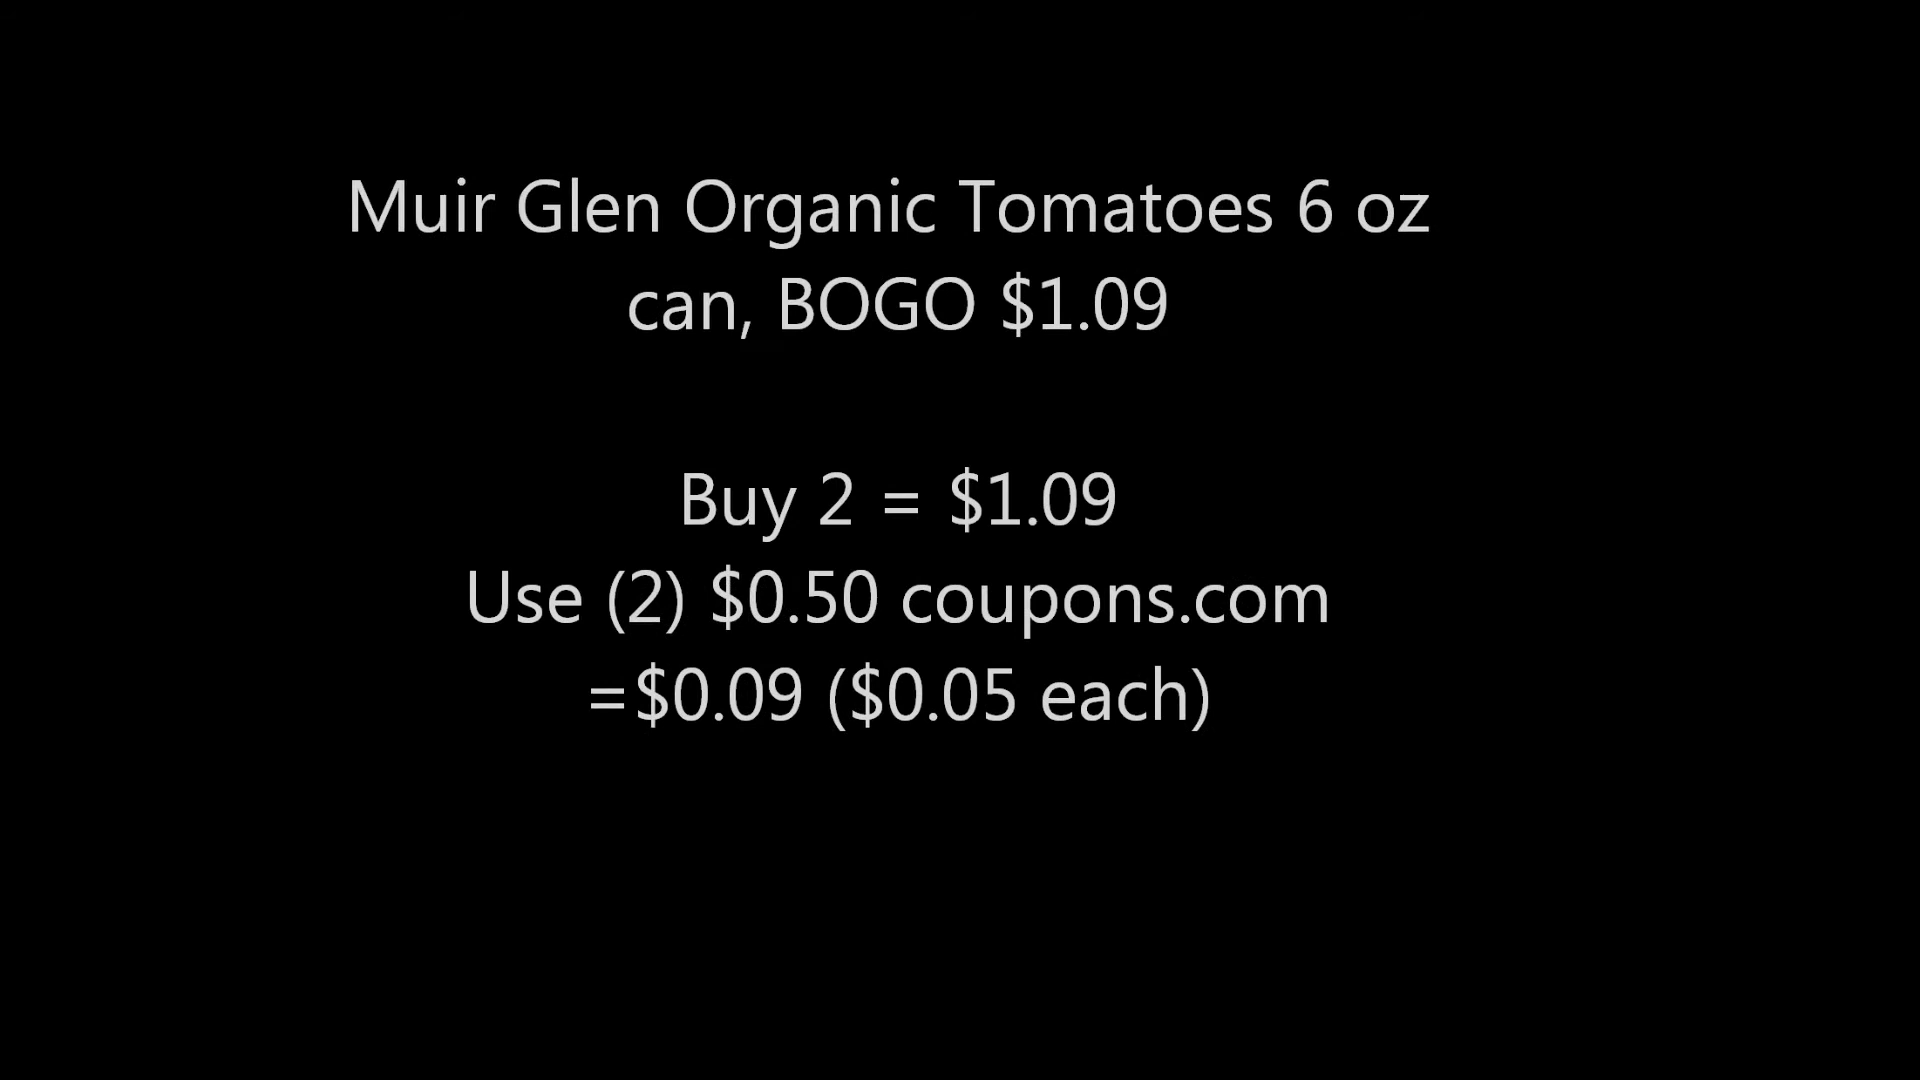 Muir Glen Organic Tomatoes 6 oz
can, BOGO $1.09
Buy 2 = $1.09
Use (2) $0.50 coupons.com
=$0.09 ($0.05 each)